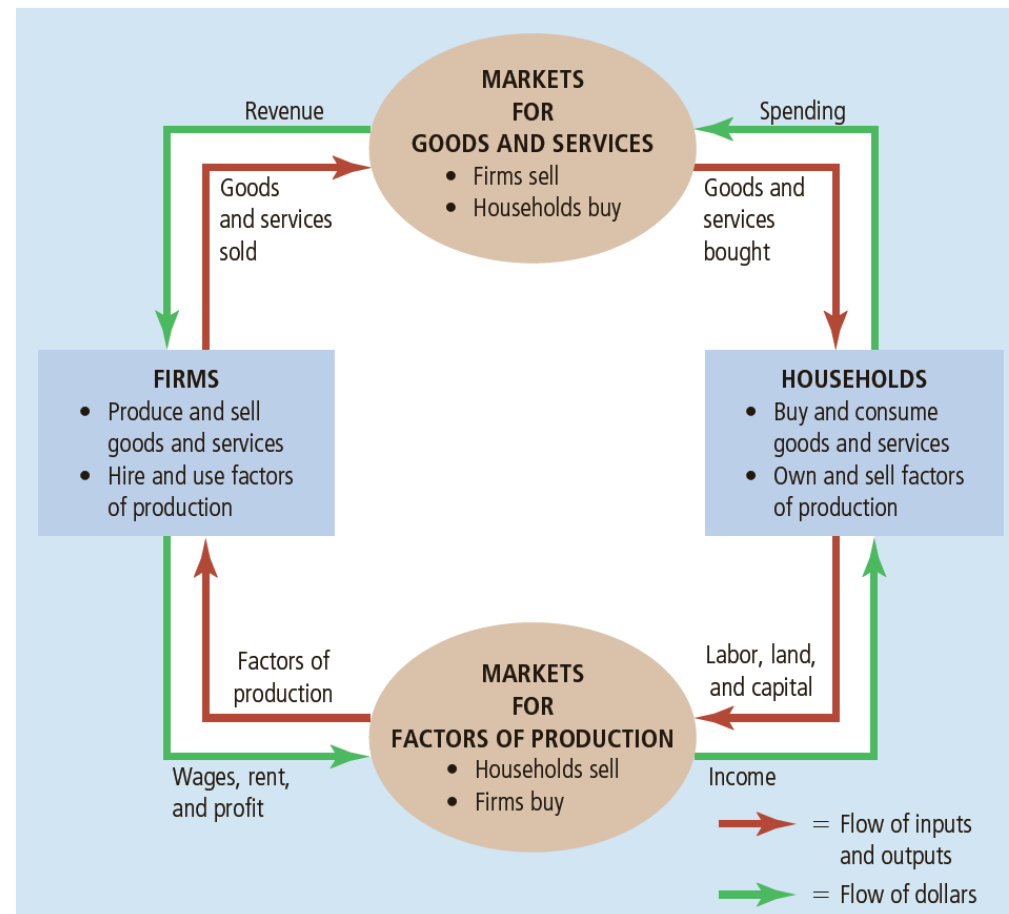 MARKETS
FOR
GOODS AND SERVICES
• Firms sell
• Households buy
Revenue
Spending
Goods
and services
sold
Goods and
services
bought
FIRMS
• Produce and sell
goods and services
• Hire and use factors
of production
HOUSEHOLDS
• Buy and consume
goods and services
• Own and sell factors
of production
Factors of
production
Labor, land,
and capital
MARKETS
FOR
FACTORS OF PRODUCTION
• Households sell
• Firms buy
Wages, rent,
and profit
Income
= Flow of inputs
and outputs
= Flow of dollars